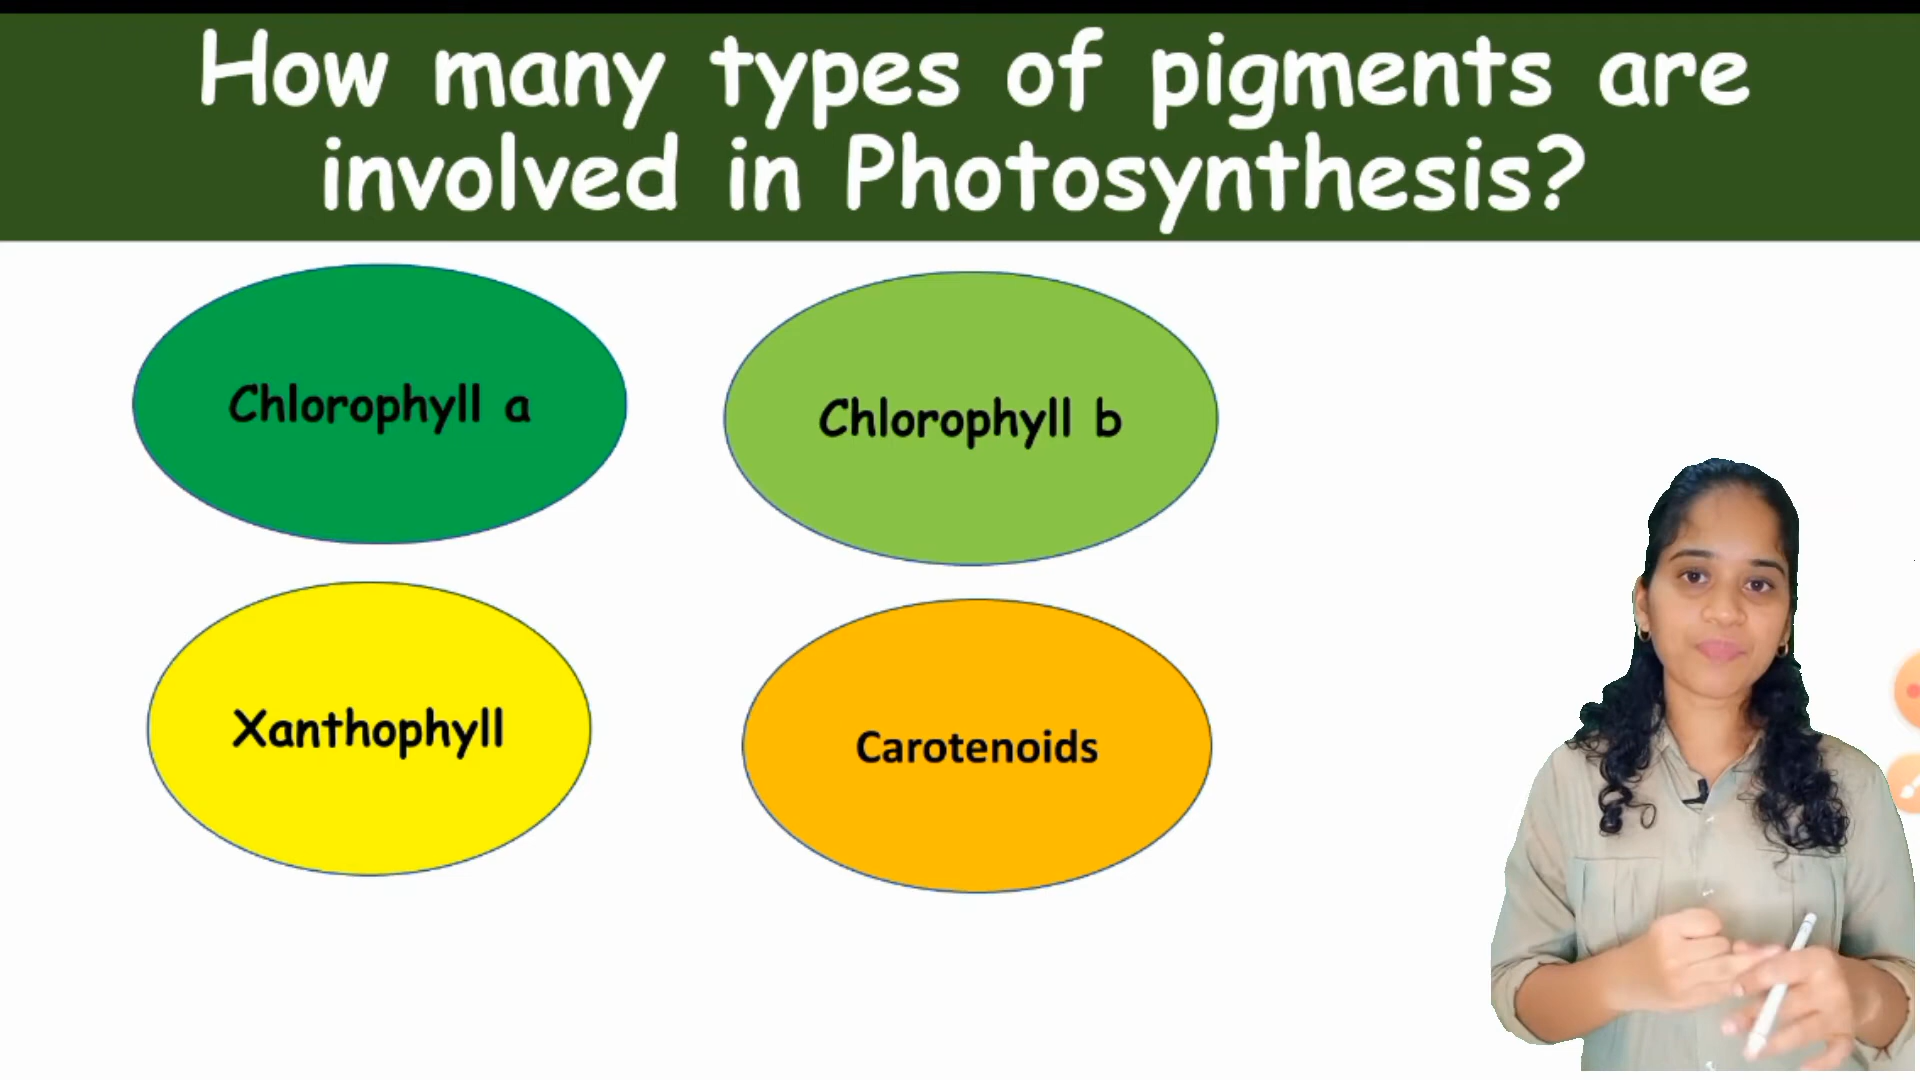 How many types of pigments are
involved in Photosynthesis?
Chlorophyll a
Chlorophyll b
Xanthophyll
Carotenoids